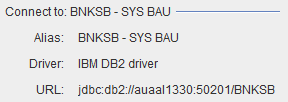 Connect to: BNKSB - SYS BAU
Alias: BNKSB - SYS BAU
Driver: IBM DB2 driver
URL: jdbc:db2://auaal1330:50201/BNKSB